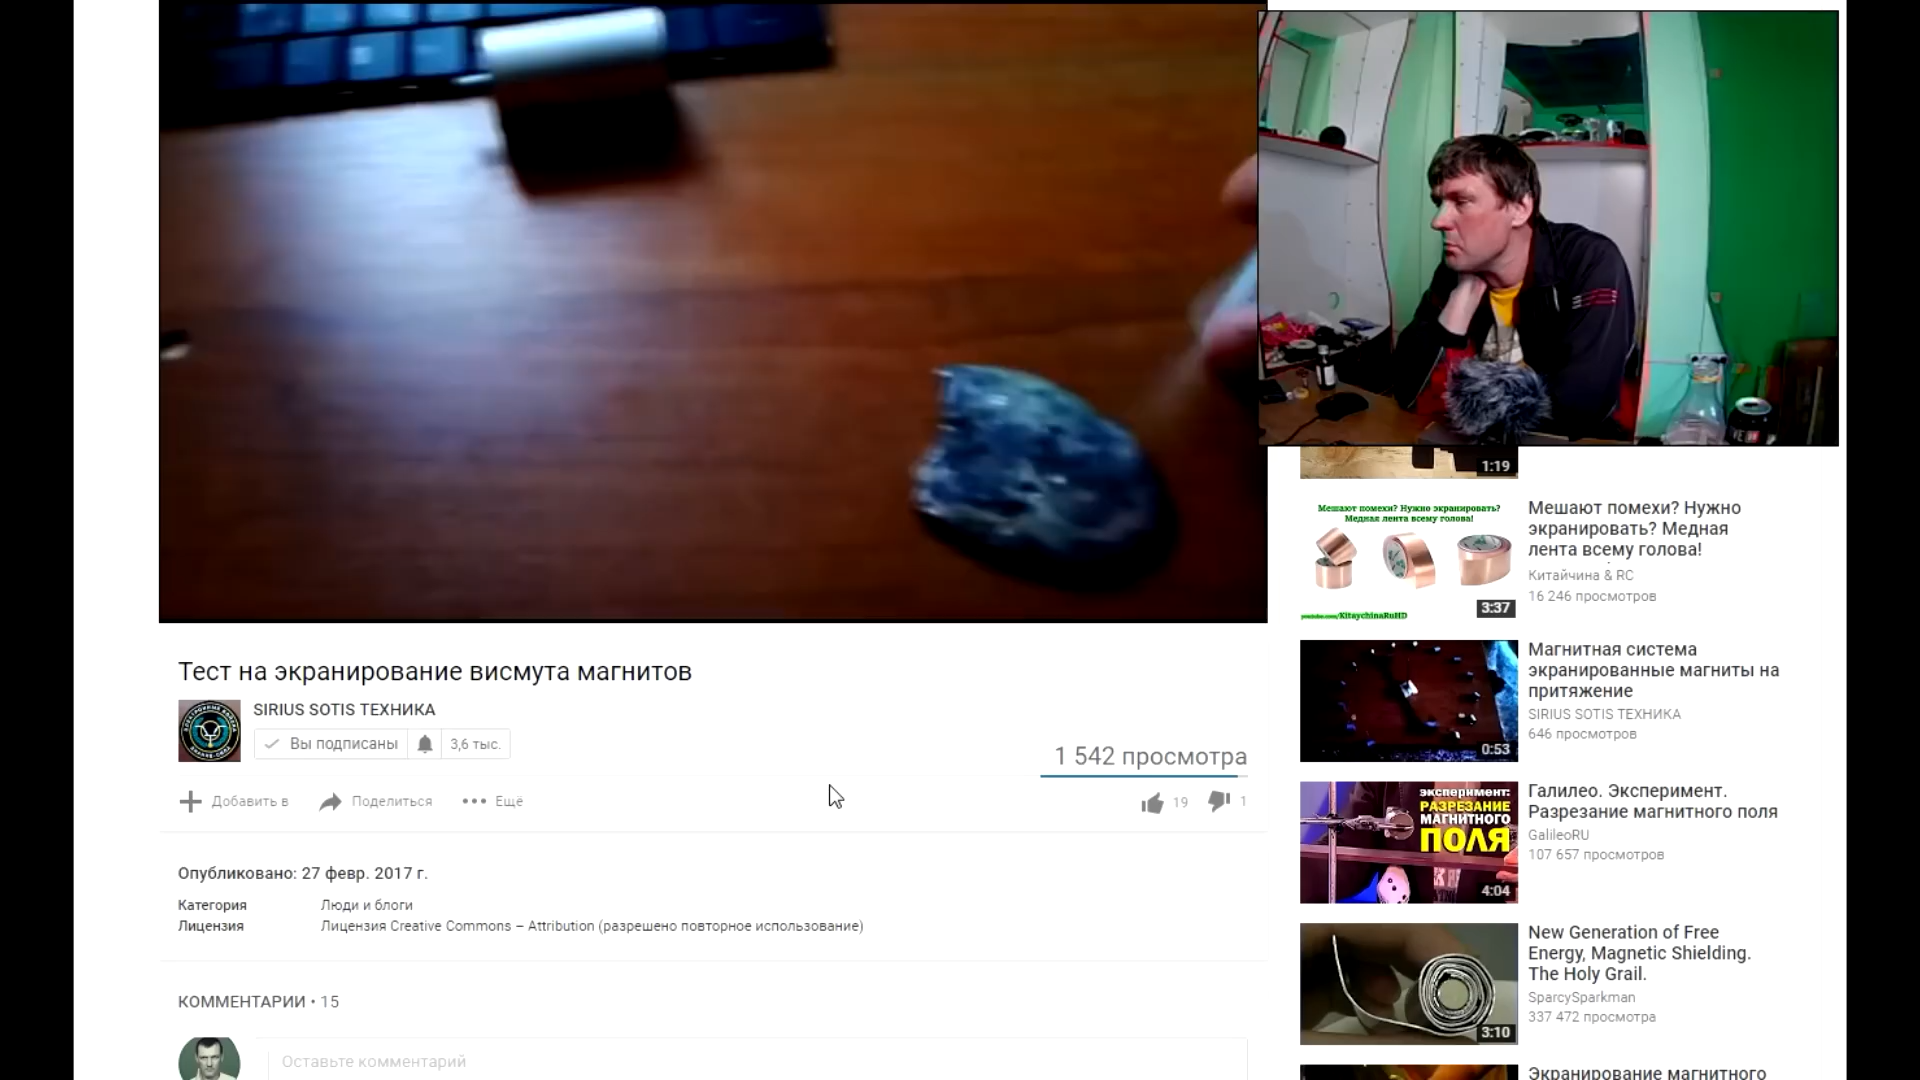 1:19
Мешают помехи? Нужно экранировать?
Медная лента всему голова!
3:37
Мешают помехи? Нужно
экранировать? Медная
лента всему голова!
Китайчина & RC
16 246 просмотров
0:53
Магнитная система
экранированные магниты на
притяжение
SIRIUS SOTIS ТЕХНИКА
646 просмотров
эксперимент:
РАЗРЕЗАНИЕ
МАГНИТНОГО
ПОЛЯ
4:04
Галилео. Эксперимент.
Разрезание магнитного поля
GalileoRU
107 657 просмотров
3:10
New Generation of Free
Energy, Magnetic Shielding.
The Holy Grail.
SparcySparkman
337 472 просмотра
Экранирование магнитного
Тест на экранирование висмута магнитов
SIRIUS SOTIS ТЕХНИКА
Вы подписаны 3,6 тыс.
1 542 просмотра
Добавить в Поделиться Ещё
19 1
Опубликовано: 27 февр. 2017 г.
Категория Люди и блоги
Лицензия Лицензия Creative Commons – Attribution (разрешено повторное использование)
КОММЕНТАРИИ • 15
Оставьте комментарий